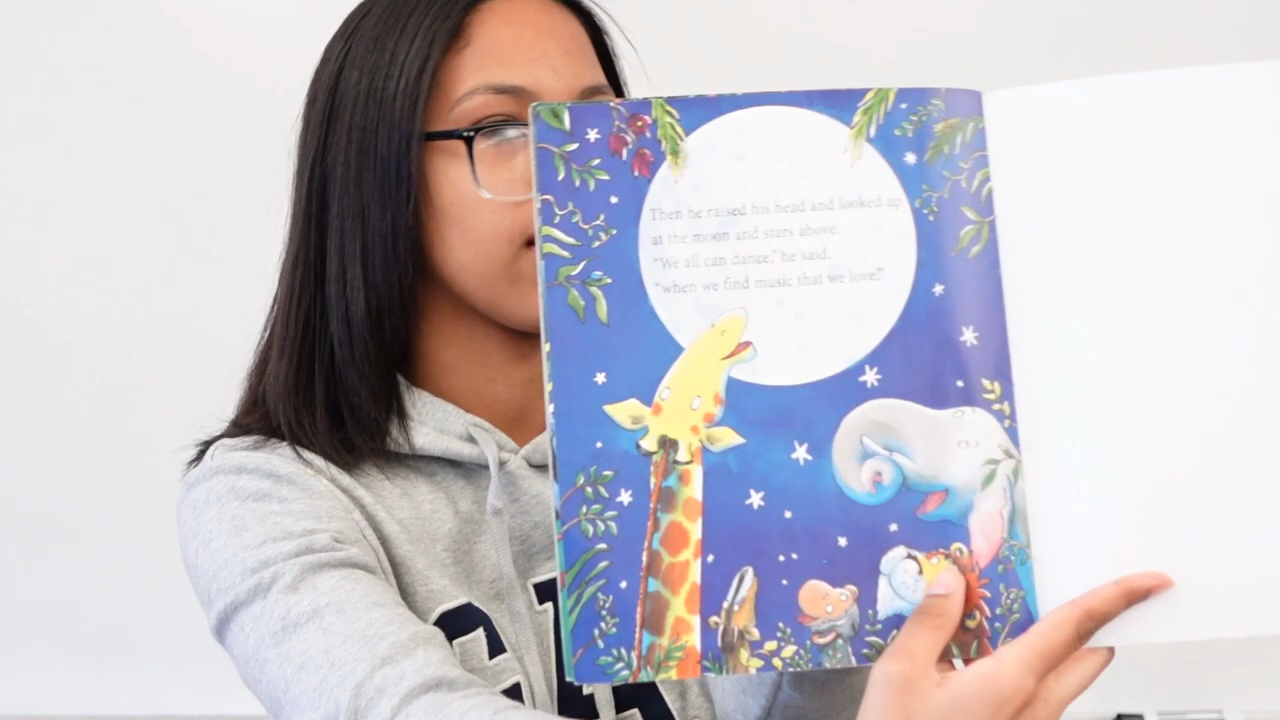 Then he raised his head and looked up
at the moon and stars above.
"We all can dance," he said,
"when we find music that we love."